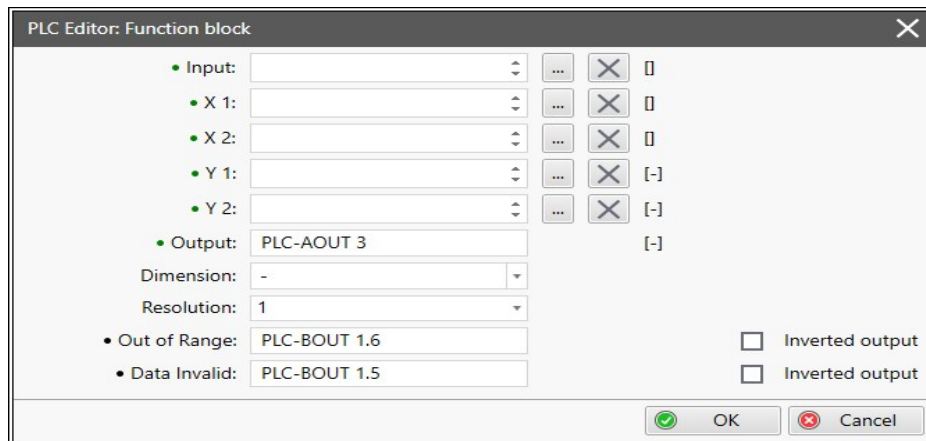 PLC Editor: Function block
• Input: ... []
• X 1: ... []
• X 2: ... []
• Y 1: ... [-]
• Y 2: ... [-]
• Output: PLC-AOUT 3 [-]
Dimension: -
Resolution: 1
• Out of Range: PLC-BOUT 1.6 Inverted output
• Data Invalid: PLC-BOUT 1.5 Inverted output
OK Cancel